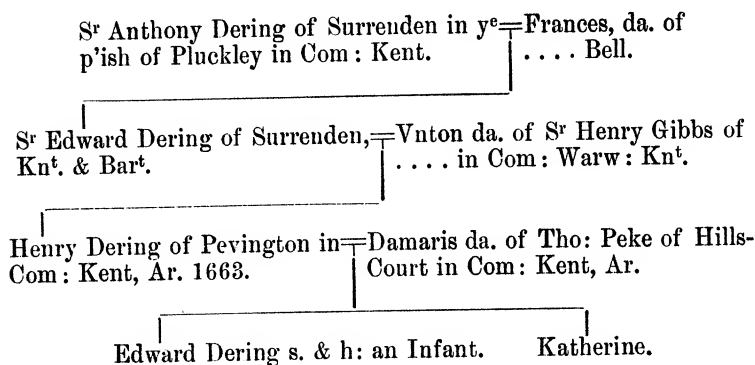 Sʳ Anthony Dering of Surrenden in yᵉ=Frances, da. of
p'ish of Pluckley in Com: Kent. .... Bell.
Sʳ Edward Dering of Surrenden,=Vnton da. of Sʳ Henry Gibbs of
Knᵗ. & Barᵗ. .... in Com: Warw: Knᵗ.
Henry Dering of Pevington in=Damaris da. of Tho: Peke of Hills-
Com: Kent, Ar. 1663. Court in Com: Kent, Ar.
Edward Dering s. & h: an Infant. Katherine.